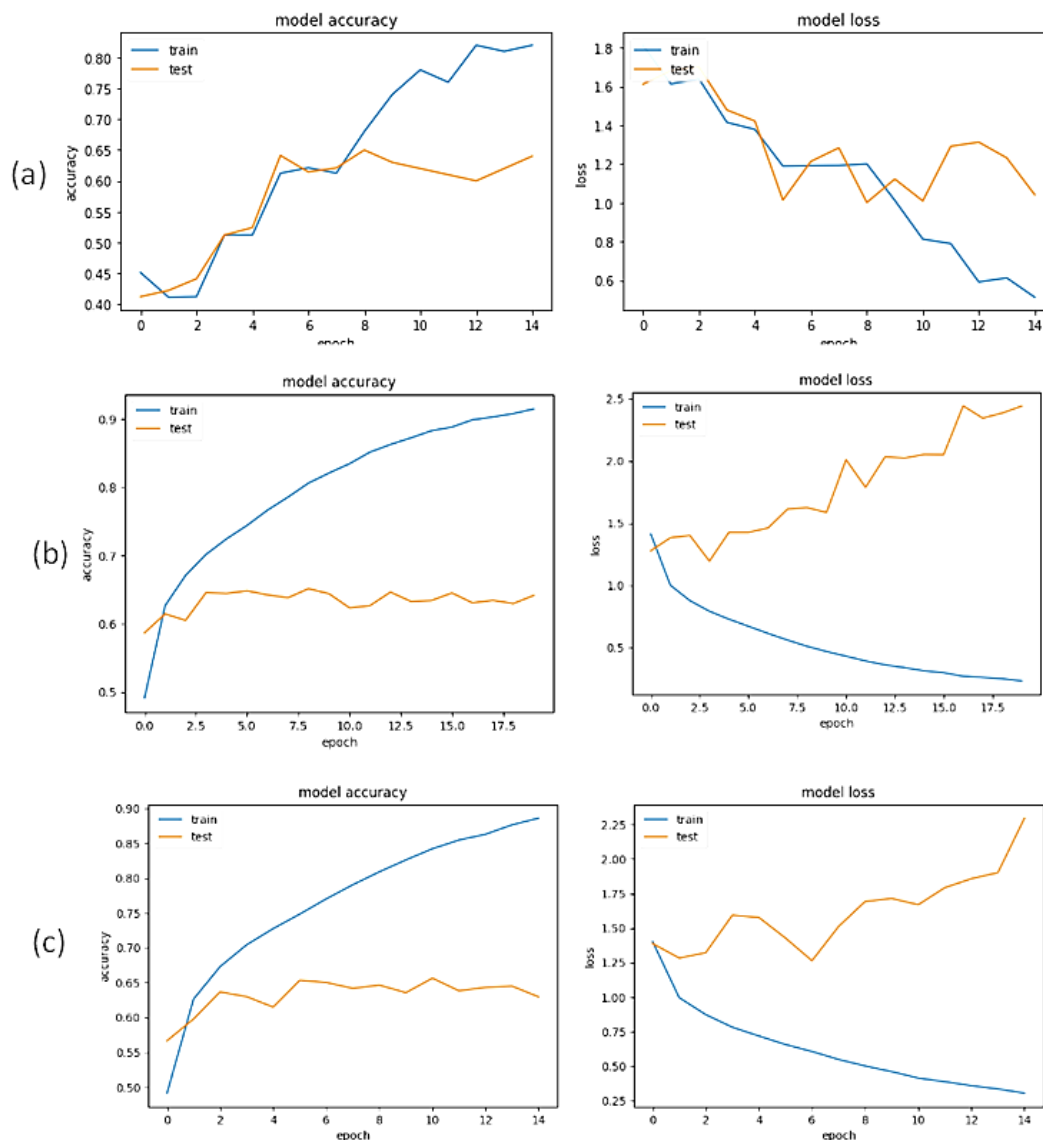 model accuracy
train
test
0.80
0.75
0.70
0.65
0.60
0.55
0.50
0.45
0.40
accuracy
0 2 4 6 8 10 12 14
epoch
model loss
train
test
1.8
1.6
1.4
1.2
1.0
0.8
0.6
loss
0 2 4 6 8 10 12 14
epoch
(a)
model accuracy
train
test
0.9
0.8
0.7
0.6
0.5
accuracy
0.0 2.5 5.0 7.5 10.0 12.5 15.0 17.5
epoch
model loss
train
test
2.5
2.0
1.5
1.0
0.5
loss
0.0 2.5 5.0 7.5 10.0 12.5 15.0 17.5
epoch
(b)
model accuracy
train
test
0.90
0.85
0.80
0.75
0.70
0.65
0.60
0.55
0.50
accuracy
0 2 4 6 8 10 12 14
epoch
model loss
train
test
2.25
2.00
1.75
1.50
1.25
1.00
0.75
0.50
0.25
loss
0 2 4 6 8 10 12 14
epoch
(c)